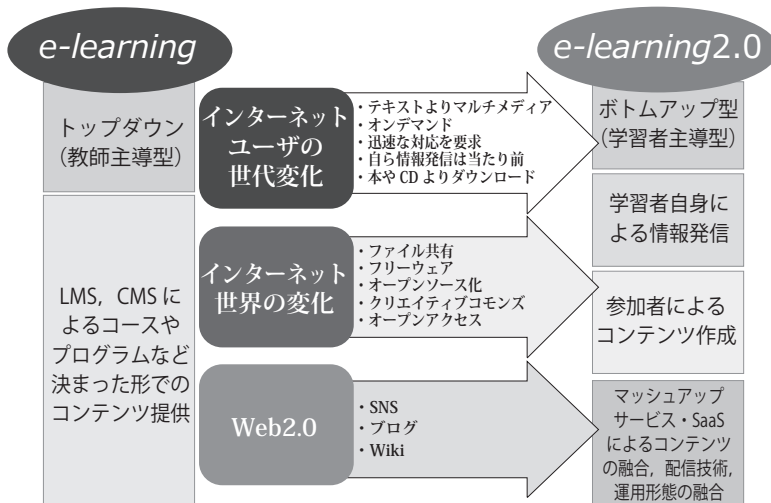 e-learning
トップダウン
(教師主導型)
LMS，CMS に
よるコースや
プログラムなど
決まった形での
コンテンツ提供
インターネット
ユーザの
世代変化
・テキストよりマルチメディア
・オンデマンド
・迅速な対応を要求
・自ら情報発信は当たり前
・本や CD よりダウンロード
インターネット
世界の変化
・ファイル共有
・フリーウェア
・オープンソース化
・クリエイティブコモンズ
・オープンアクセス
Web2.0
・SNS
・ブログ
・Wiki
e-learning2.0
ボトムアップ型
(学習者主導型)
学習者自身に
よる情報発信
参加者による
コンテンツ作成
マッシュアップ
サービス・SaaS
によるコンテンツ
の融合，配信技術，
運用形態の融合